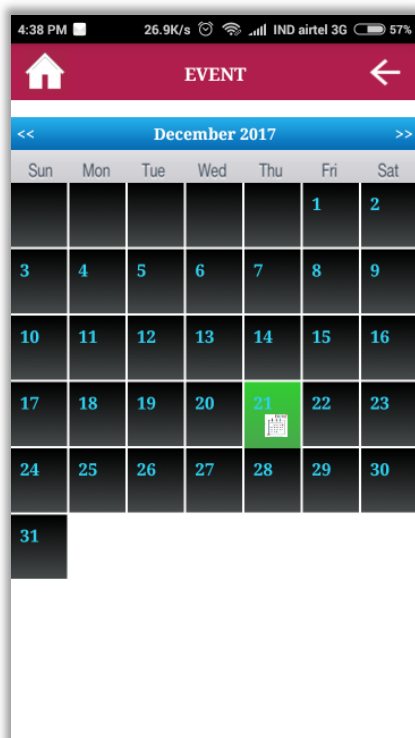 4:38 PM 26.9K/s IND airtel 3G 57%
EVENT
<< December 2017 >>
Sun Mon Tue Wed Thu Fri Sat
1 2
3 4 5 6 7 8 9
10 11 12 13 14 15 16
17 18 19 20 21 22 23
24 25 26 27 28 29 30
31